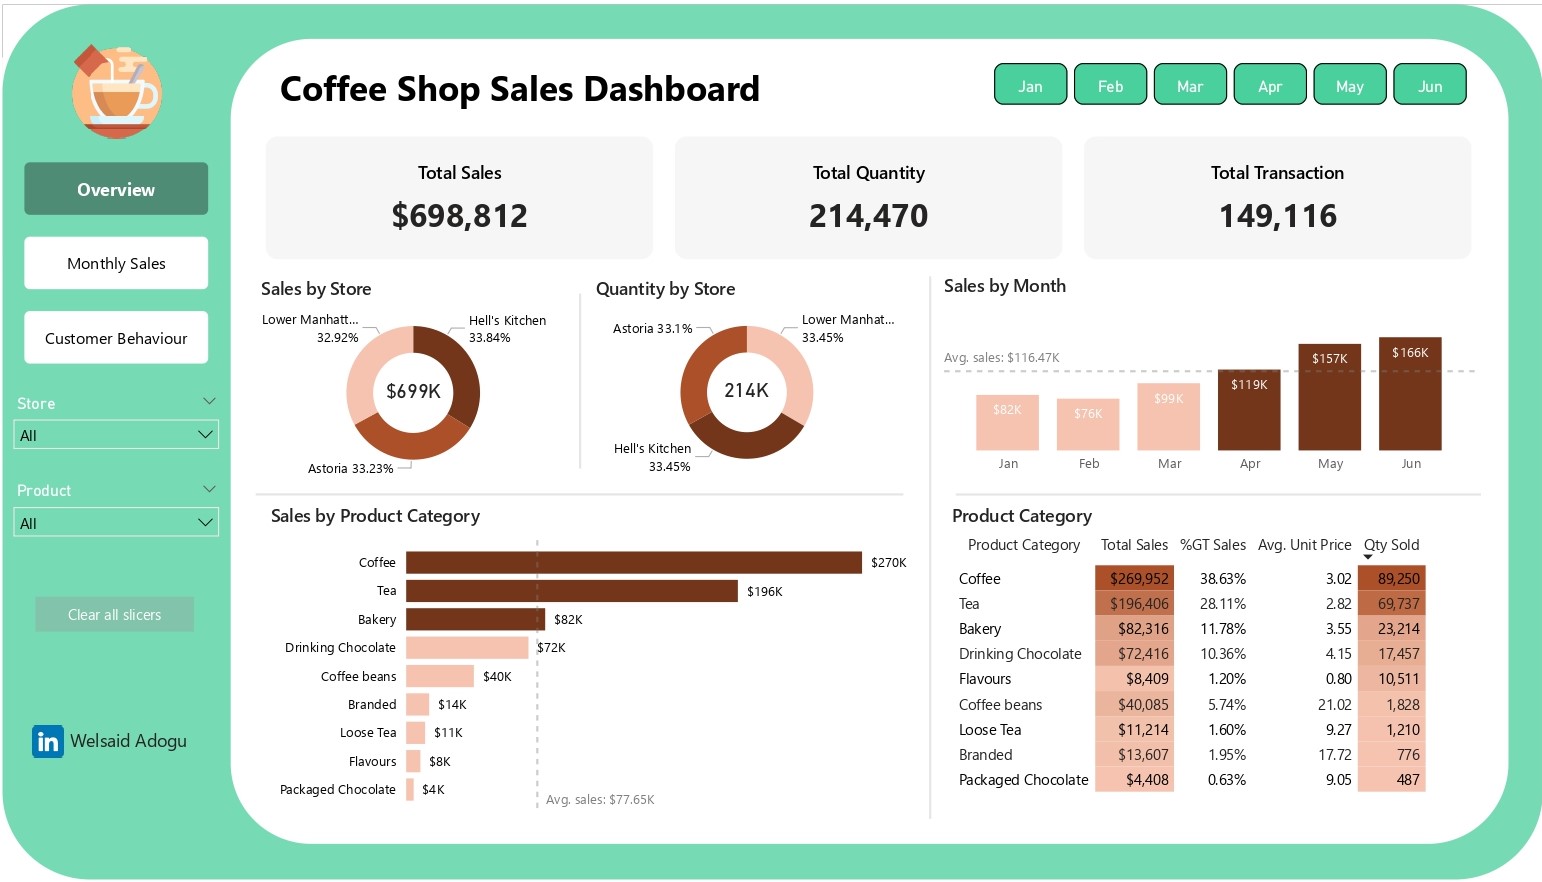 Coffee Shop Sales Dashboard
Jan
Feb
Mar
Apr
May
Jun
Overview
Monthly Sales
Customer Behaviour
Store
All
Product
All
Clear all slicers
in Welsaid Adogu
Total Sales
$698,812
Total Quantity
214,470
Total Transaction
149,116
Sales by Store
Lower Manhatt...
32.92%
Hell's Kitchen
33.84%
$699K
Astoria 33.23%
Quantity by Store
Astoria 33.1%
Lower Manhat...
33.45%
214K
Hell's Kitchen
33.45%
Sales by Month
Avg. sales: $116.47K
$82K
$76K
$99K
$119K
$157K
$166K
Jan
Feb
Mar
Apr
May
Jun
Sales by Product Category
Coffee $270K
Tea $196K
Bakery $82K
Drinking Chocolate $72K
Coffee beans $40K
Branded $14K
Loose Tea $11K
Flavours $8K
Packaged Chocolate $4K
Avg. sales: $77.65K
Product Category
Product Category Total Sales %GT Sales Avg. Unit Price Qty Sold
Coffee $269,952 38.63% 3.02 89,250
Tea $196,406 28.11% 2.82 69,737
Bakery $82,316 11.78% 3.55 23,214
Drinking Chocolate $72,416 10.36% 4.15 17,457
Flavours $8,409 1.20% 0.80 10,511
Coffee beans $40,085 5.74% 21.02 1,828
Loose Tea $11,214 1.60% 9.27 1,210
Branded $13,607 1.95% 17.72 776
Packaged Chocolate $4,408 0.63% 9.05 487